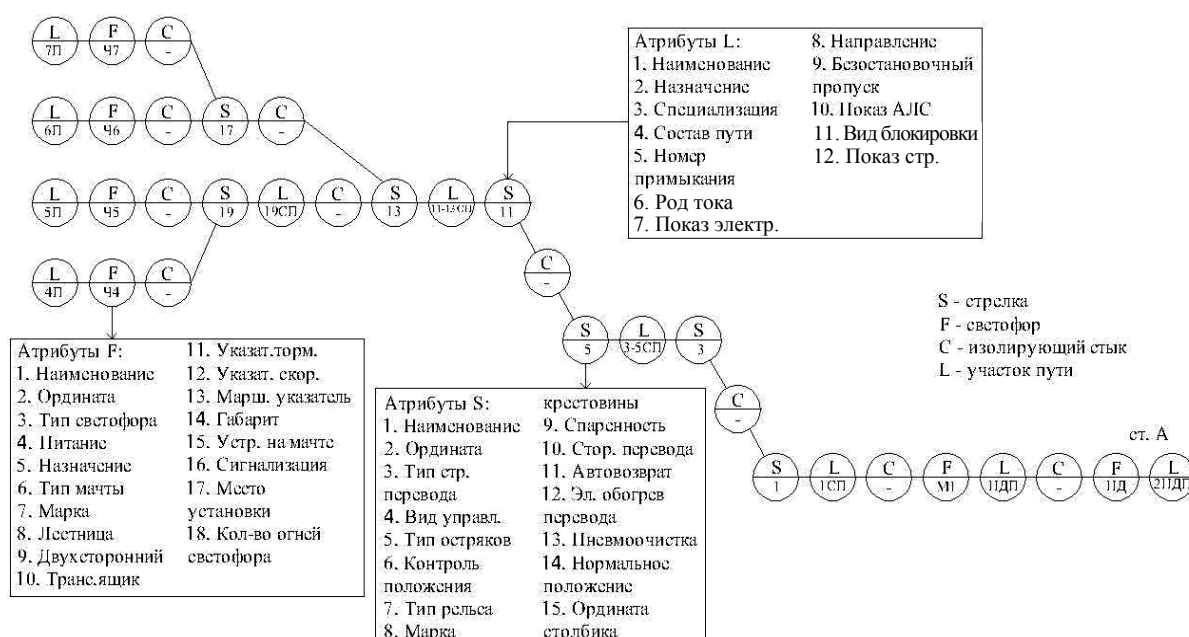 L F C
7П Ч7 -
L F C S C
6П Ч6 - 17 -
L F C S L C S L S
5П Ч5 - 19 19СП - 13 11-13СП 11
L F C
4П Ч4 -
C
-
S L S
5 3-5СП 3
C
-
ст. А
S L C F L C F L
1 1СП - М1 1НДП - 1НД 21НДП
Атрибуты L:
1. Наименование
2. Назначение
3. Специализация
4. Состав пути
5. Номер
примыкания
6. Род тока
7. Показ электр.
8. Направление
9. Безостановочный
пропуск
10. Показ АЛС
11. Вид блокировки
12. Показ стр.
S - стрелка
F - светофор
C - изолирующий стык
L - участок пути
Атрибуты F:
1. Наименование
2. Ордината
3. Тип светофора
4. Питание
5. Назначение
6. Тип мачты
7. Марка
8. Лестница
9. Двухсторонний
10. Транс.ящик
11. Указат.торм.
12. Указат. скор.
13. Марш. указатель
14. Габарит
15. Устр. на мачте
16. Сигнализация
17. Место
установки
18. Кол-во огней
светофора
Атрибуты S:
1. Наименование
2. Ордината
3. Тип стр.
перевода
4. Вид управл.
5. Тип остряков
6. Контроль
положения
7. Тип рельса
8. Марка
крестовины
9. Спаренность
10. Стор. перевода
11. Автовозврат
12. Эл. обогрев
перевода
13. Пневмоочистка
14. Нормальное
положение
15. Ордината
столбика